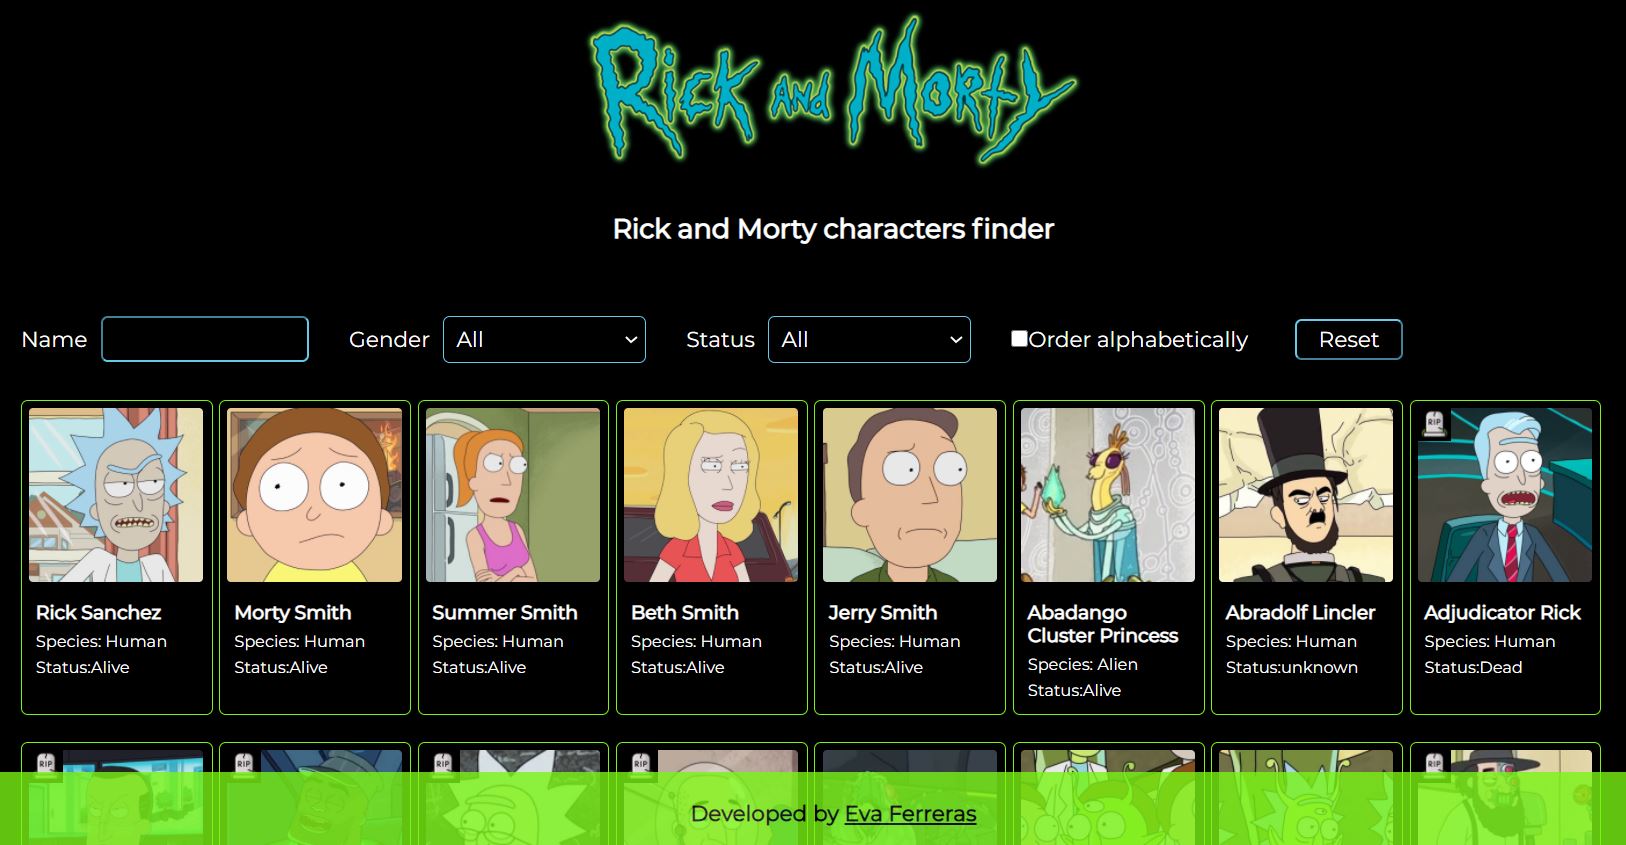 Rick and Morty
Rick and Morty characters finder
Name
Gender All
Status All
Order alphabetically
Reset
RIP
Rick Sanchez
Species: Human
Status:Alive
Morty Smith
Species: Human
Status:Alive
Summer Smith
Species: Human
Status:Alive
Beth Smith
Species: Human
Status:Alive
Jerry Smith
Species: Human
Status:Alive
Abadango
Cluster Princess
Species: Alien
Status:Alive
Abradolf Lincler
Species: Human
Status:unknown
Adjudicator Rick
Species: Human
Status:Dead
RIP
RIP
RIP
RIP
RIP
Developed by Eva Ferreras